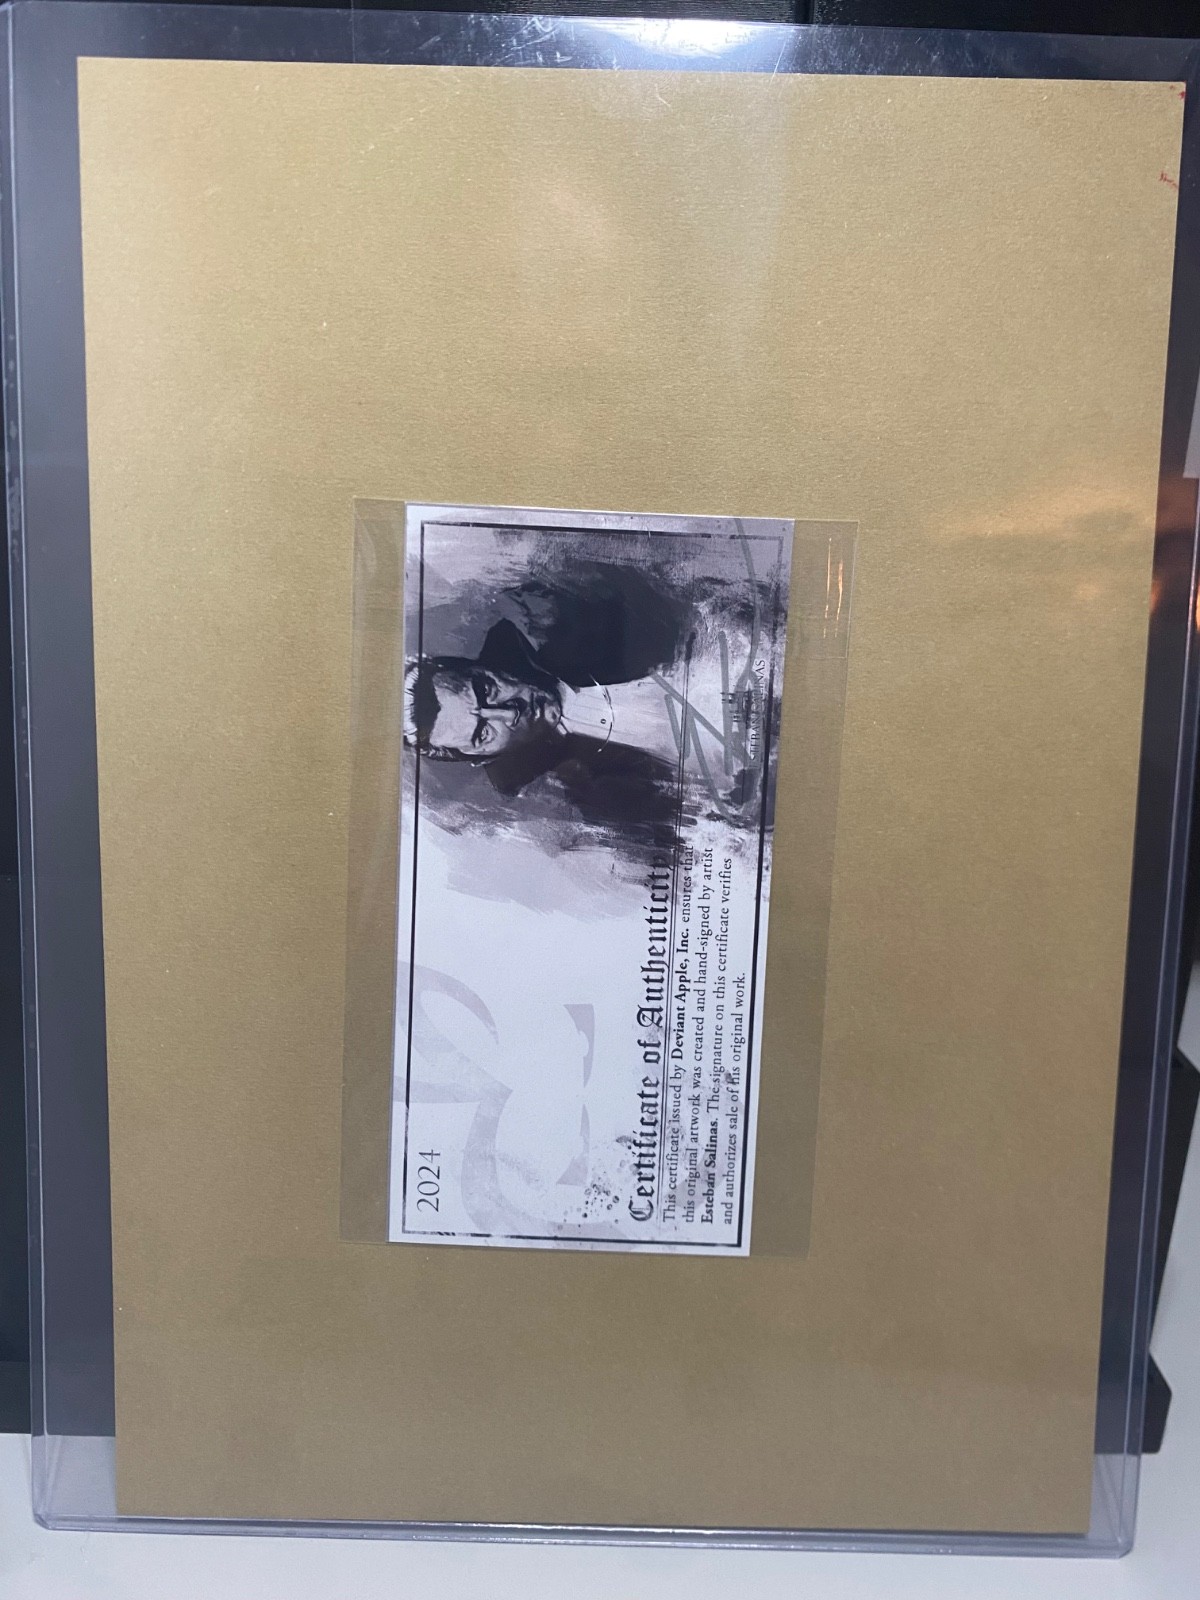 2024
Certificate of Authenticity
This certificate issued by Deviant Apple, Inc. ensures that
this original artwork was created and hand-signed by artist
Esteban Salinas. The signature on this certificate verifies
and authorizes sale of his original work.